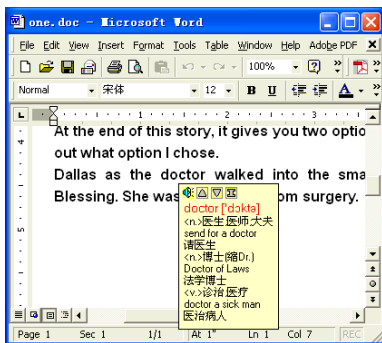 one.doc - Microsoft Word
File Edit View Insert Format Tools Table Window Help Adobe PDF
100%
Normal 宋体 12 B U A
1 2 3
At the end of this story, it gives you two optio
out what option I chose.
Dallas as the doctor walked into the sma
Blessing. She was om surgery.
doctor ['dɔktə]
<n.>医生.医师.大夫
send for a doctor
请医生
<n.>博士(缩Dr.)
Doctor of Laws
法学博士
<v.>诊治.医疗
doctor a sick man
医治病人
Page 1 Sec 1 1/1 At 1" Ln 1 Col 7 REC